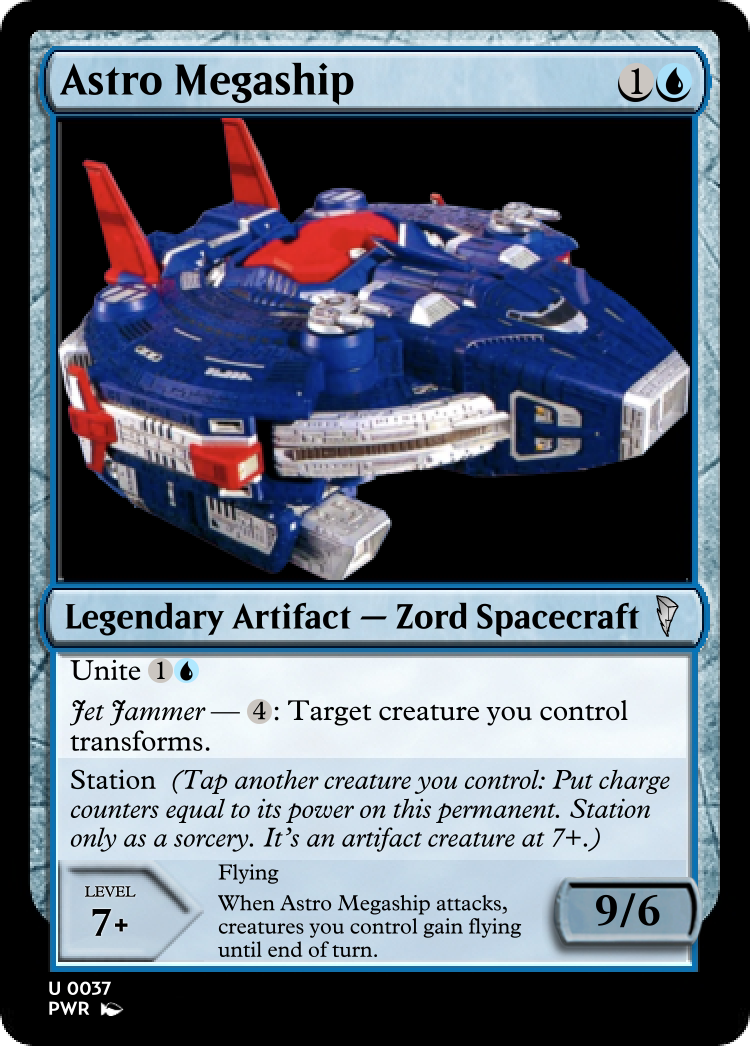 Astro Megaship 1
Legendary Artifact — Zord Spacecraft
Unite 1
Jet Jammer — 4: Target creature you control
transforms.
Station (Tap another creature you control: Put charge
counters equal to its power on this permanent. Station
only as a sorcery. It's an artifact creature at 7+.)
LEVEL
7+
Flying
When Astro Megaship attacks,
creatures you control gain flying
until end of turn.
9/6
U 0037
PWR